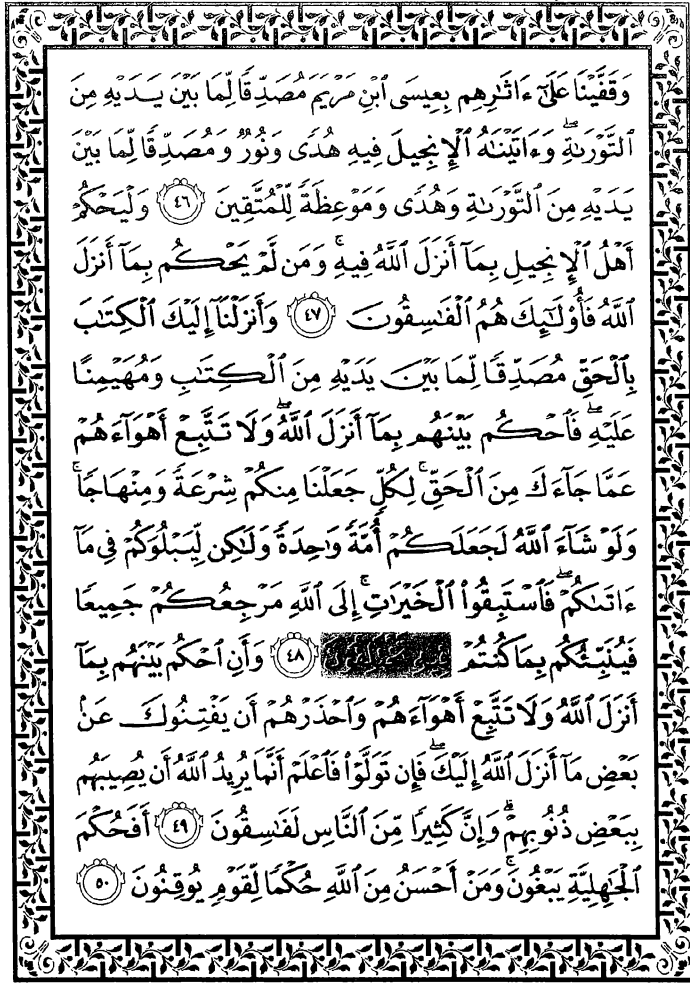 وَقَفَّيْنَا عَلَىٰٓ ءَاثَٰرِهِم بِعِيسَى ٱبْنِ مَرْيَمَ مُصَدِّقًا لِّمَا بَيْنَ يَدَيْهِ مِنَ
ٱلتَّوْرَىٰةِ ۖ وَءَاتَيْنَٰهُ ٱلْإِنجِيلَ فِيهِ هُدًى وَنُورٌ وَمُصَدِّقًا لِّمَا بَيْنَ
يَدَيْهِ مِنَ ٱلتَّوْرَىٰةِ وَهُدًى وَمَوْعِظَةً لِّلْمُتَّقِينَ ٤٦ وَلْيَحْكُمْ
أَهْلُ ٱلْإِنجِيلِ بِمَآ أَنزَلَ ٱللَّهُ فِيهِ ۚ وَمَن لَّمْ يَحْكُم بِمَآ أَنزَلَ
ٱللَّهُ فَأُو۟لَٰٓئِكَ هُمُ ٱلْفَٰسِقُونَ ٤٧ وَأَنزَلْنَآ إِلَيْكَ ٱلْكِتَٰبَ
بِٱلْحَقِّ مُصَدِّقًا لِّمَا بَيْنَ يَدَيْهِ مِنَ ٱلْكِتَٰبِ وَمُهَيْمِنًا
عَلَيْهِ ۖ فَٱحْكُم بَيْنَهُم بِمَآ أَنزَلَ ٱللَّهُ ۖ وَلَا تَتَّبِعْ أَهْوَآءَهُمْ
عَمَّا جَآءَكَ مِنَ ٱلْحَقِّ ۚ لِكُلٍّ جَعَلْنَا مِنكُمْ شِرْعَةً وَمِنْهَاجًا ۚ
وَلَوْ شَآءَ ٱللَّهُ لَجَعَلَكُمْ أُمَّةً وَٰحِدَةً وَلَٰكِن لِّيَبْلُوَكُمْ فِى مَآ
ءَاتَىٰكُمْ ۖ فَٱسْتَبِقُوا۟ ٱلْخَيْرَٰتِ ۚ إِلَى ٱللَّهِ مَرْجِعُكُمْ جَمِيعًا
فَيُنَبِّئُكُم بِمَا كُنتُمْ ٤٨ وَأَنِ ٱحْكُم بَيْنَهُم بِمَآ
أَنزَلَ ٱللَّهُ وَلَا تَتَّبِعْ أَهْوَآءَهُمْ وَٱحْذَرْهُمْ أَن يَفْتِنُوكَ عَنۢ
بَعْضِ مَآ أَنزَلَ ٱللَّهُ إِلَيْكَ ۖ فَإِن تَوَلَّوْا۟ فَٱعْلَمْ أَنَّمَا يُرِيدُ ٱللَّهُ أَن يُصِيبَهُم
بِبَعْضِ ذُنُوبِهِمْ ۗ وَإِنَّ كَثِيرًا مِّنَ ٱلنَّاسِ لَفَٰسِقُونَ ٤٩ أَفَحُكْمَ
ٱلْجَٰهِلِيَّةِ يَبْغُونَ ۚ وَمَنْ أَحْسَنُ مِنَ ٱللَّهِ حُكْمًا لِّقَوْمٍ يُوقِنُونَ ٥٠